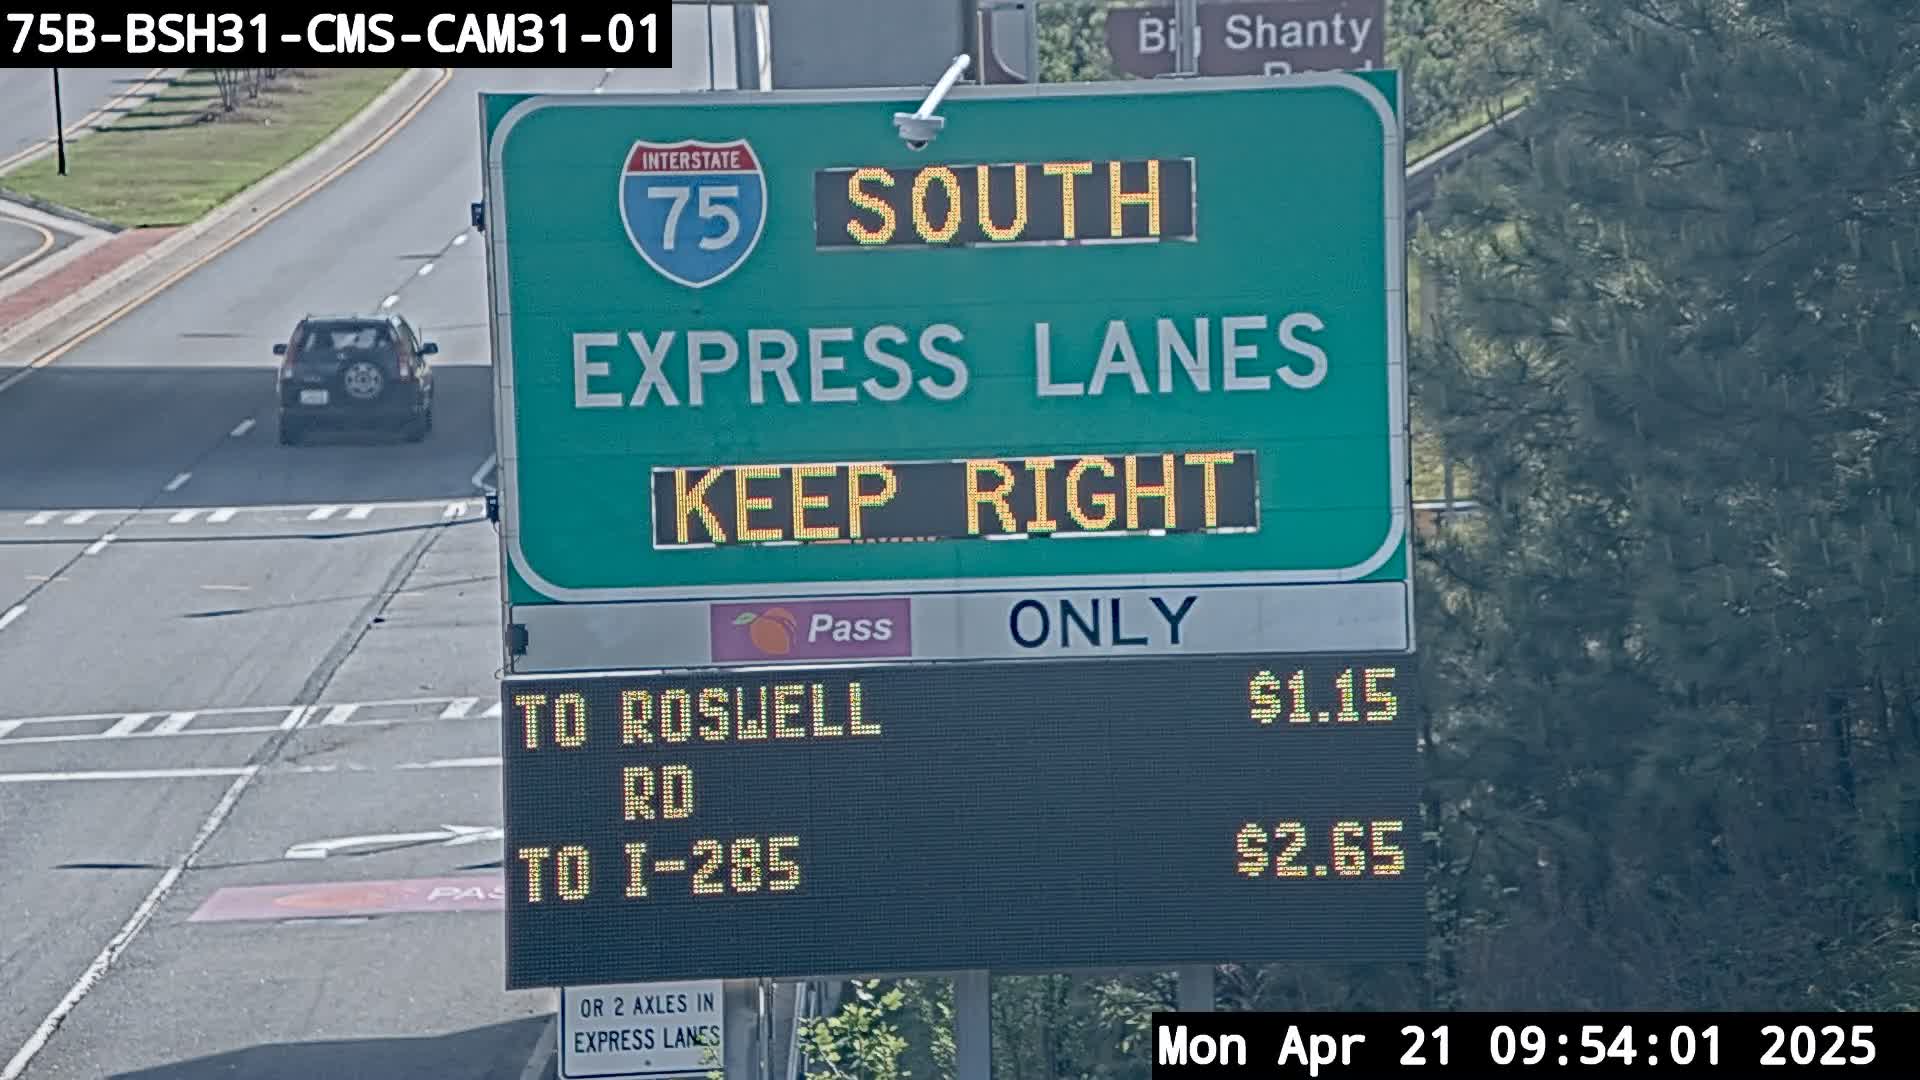 75B-BSH31-CMS-CAM31-01
Big Shanty
Road
INTERSTATE
75
SOUTH
EXPRESS LANES
KEEP RIGHT
Pass ONLY
TO ROSWELL $1.15
RD
TO I-285 $2.65
OR 2 AXLES IN
EXPRESS LANES
Mon Apr 21 09:54:01 2025